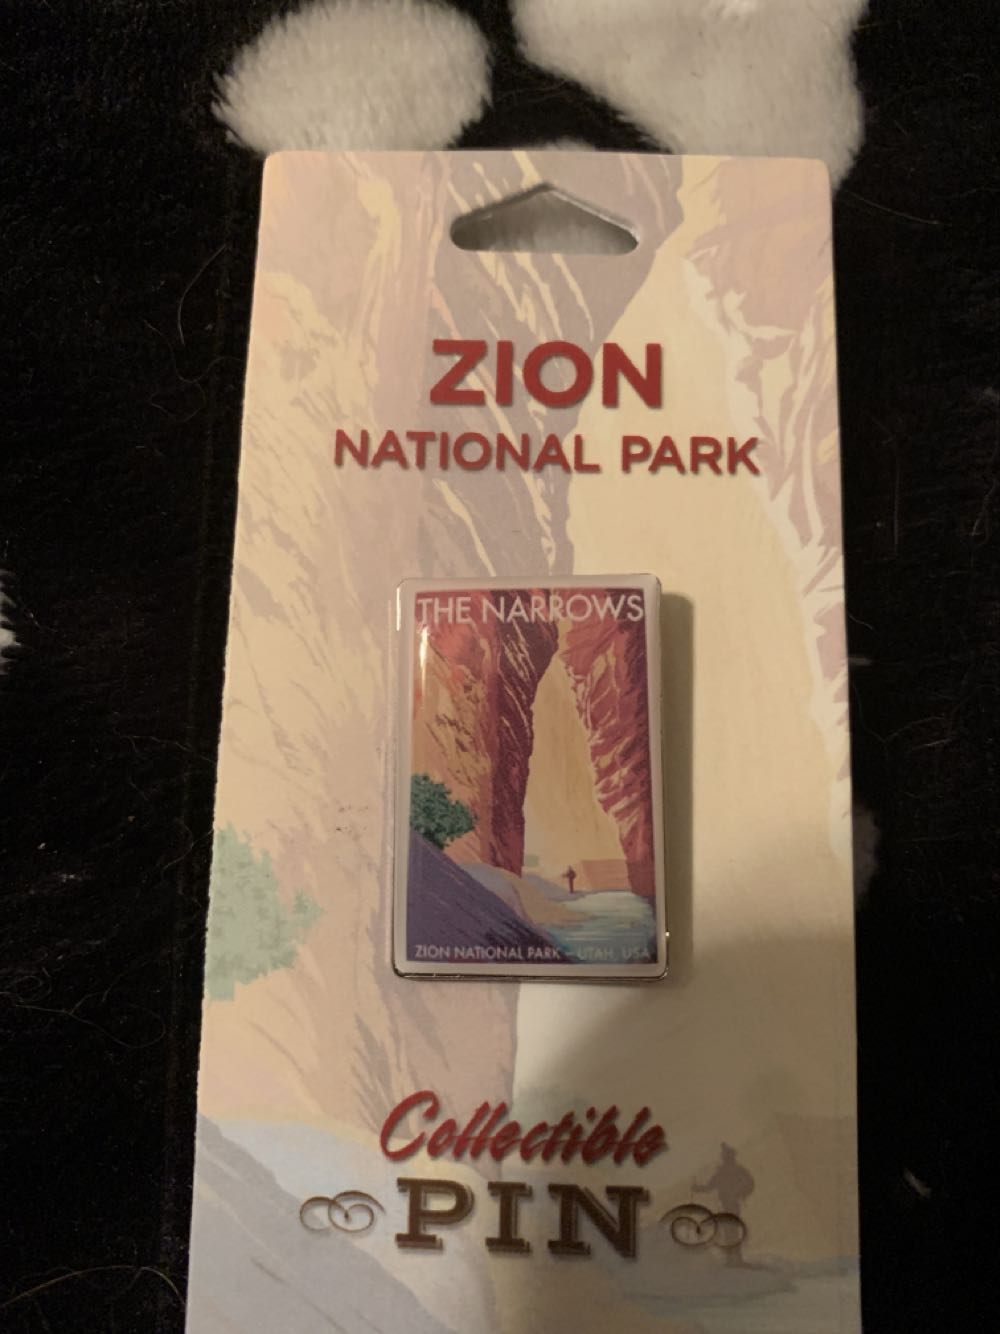 ZION
NATIONAL PARK
THE NARROWS
ZION NATIONAL PARK – UTAH, USA
Collectible
PIN